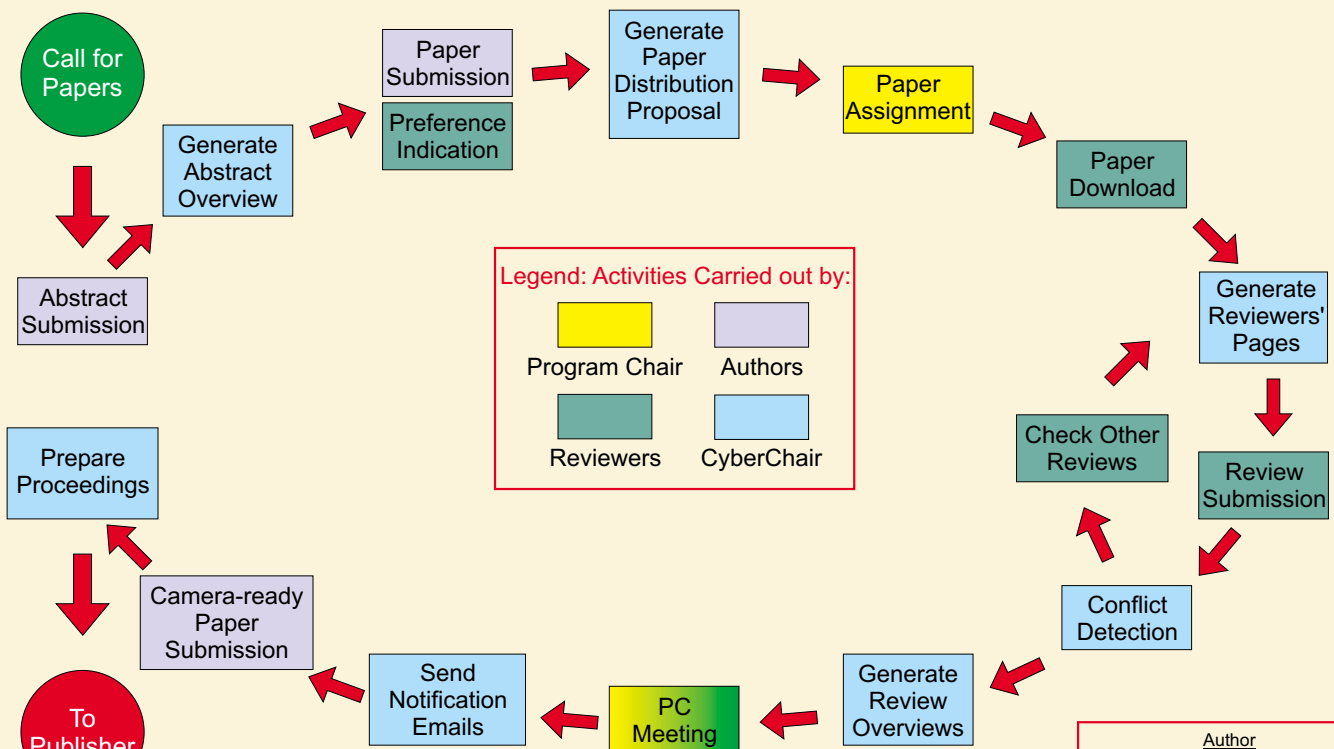 Call for
Papers
Abstract
Submission
Generate
Abstract
Overview
Paper
Submission
Preference
Indication
Generate
Paper
Distribution
Proposal
Paper
Assignment
Paper
Download
Generate
Reviewers'
Pages
Review
Submission
Conflict
Detection
Check Other
Reviews
Generate
Review
Overviews
PC
Meeting
Send
Notification
Emails
Camera-ready
Paper
Submission
Prepare
Proceedings
To
Publisher
Legend: Activities Carried out by:
Program Chair
Authors
Reviewers
CyberChair
Author